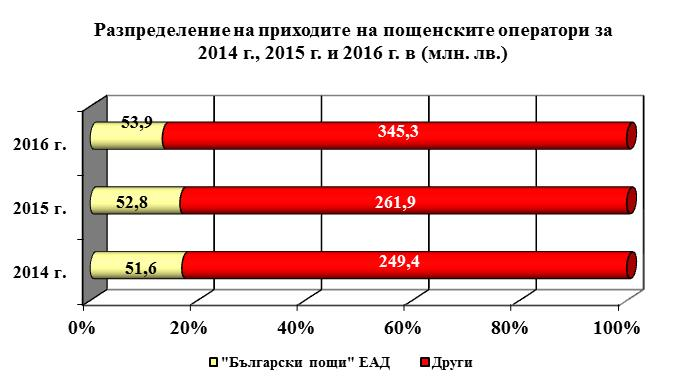 Разпределение на приходите на пощенските оператори за
2014 г., 2015 г. и 2016 г. в (млн. лв.)
2016 г.
53,9
345,3
2015 г.
52,8
261,9
2014 г.
51,6
249,4
0%
20%
40%
60%
80%
100%
"Български пощи" ЕАД
Други